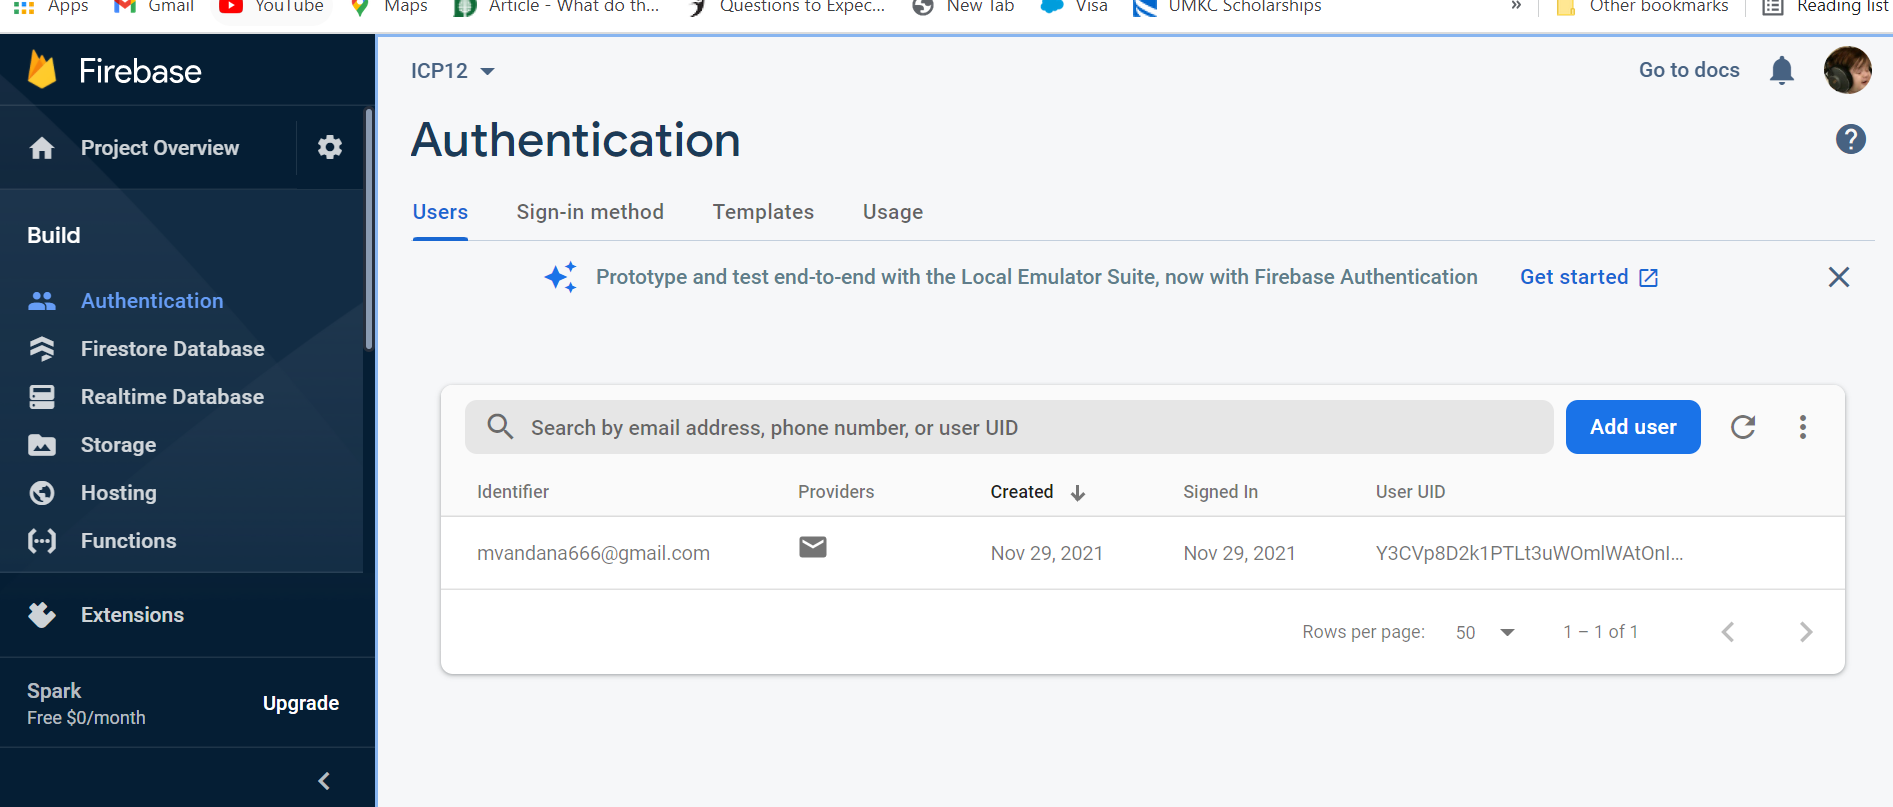 Apps Gmail YouTube Maps Article - What do th... Questions to Expec... New Tab Visa UMKC Scholarships » Other bookmarks Reading list
Firebase
Project Overview
Build
Authentication
Firestore Database
Realtime Database
Storage
Hosting
Functions
Extensions
Spark
Free $0/month
Upgrade
ICP12
Go to docs
Authentication
Users Sign-in method Templates Usage
Prototype and test end-to-end with the Local Emulator Suite, now with Firebase Authentication Get started
Search by email address, phone number, or user UID Add user
Identifier Providers Created Signed In User UID
mvandana666@gmail.com Nov 29, 2021 Nov 29, 2021 Y3CVp8D2k1PTLt3uWOmlWAtOnI...
Rows per page: 50 1 – 1 of 1